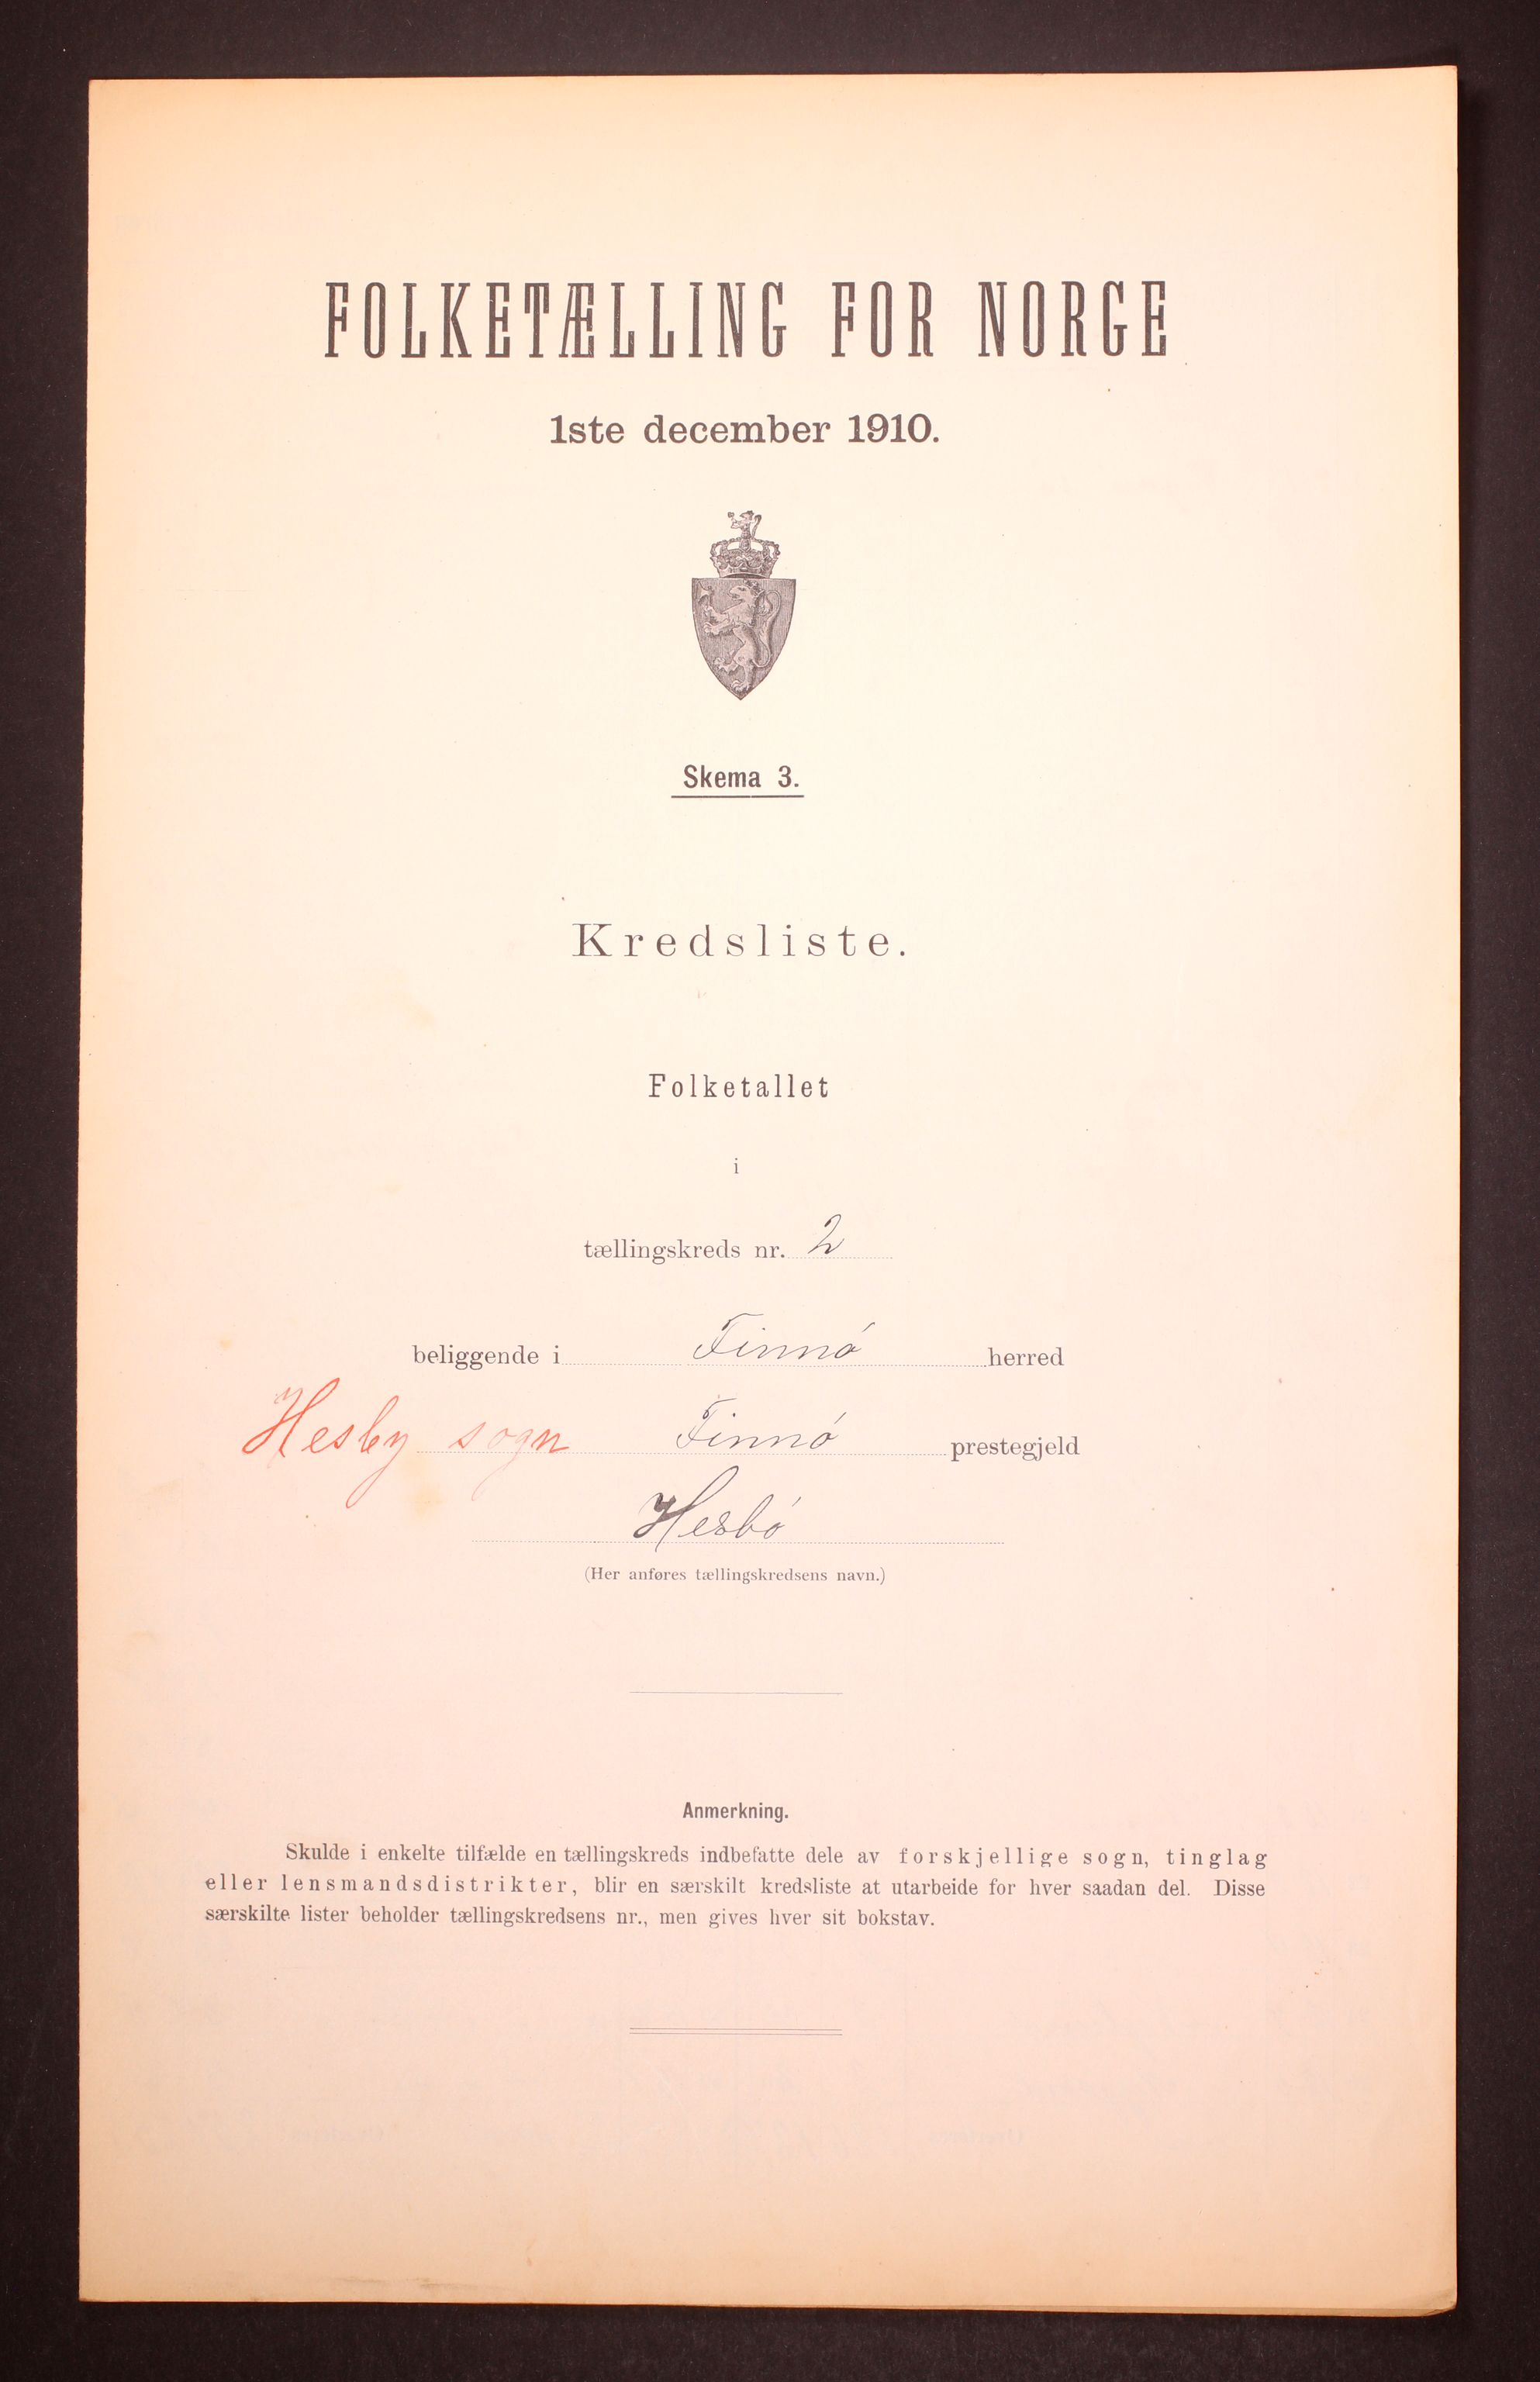 FOLKETÆLLING FOR NORGE
1ste december 1910.
Skema 3.
Kredsliste.
Folketallet
i
tællingskreds nr. 2
beliggende i Finnó herred
Hesby sogn Finnó prestegjeld
Hesbó
(Her anføres tællingskredsens navn.)
Anmerkning.
Skulde i enkelte tilfælde en tællingskreds indbefatte dele av forskjellige sogn, tinglag
eller lensmandsdistrikter, blir en særskilt kredsliste at utarbeide for hver saadan del. Disse
særskilte lister beholder tællingskredsens nr., men gives hver sit bokstav.